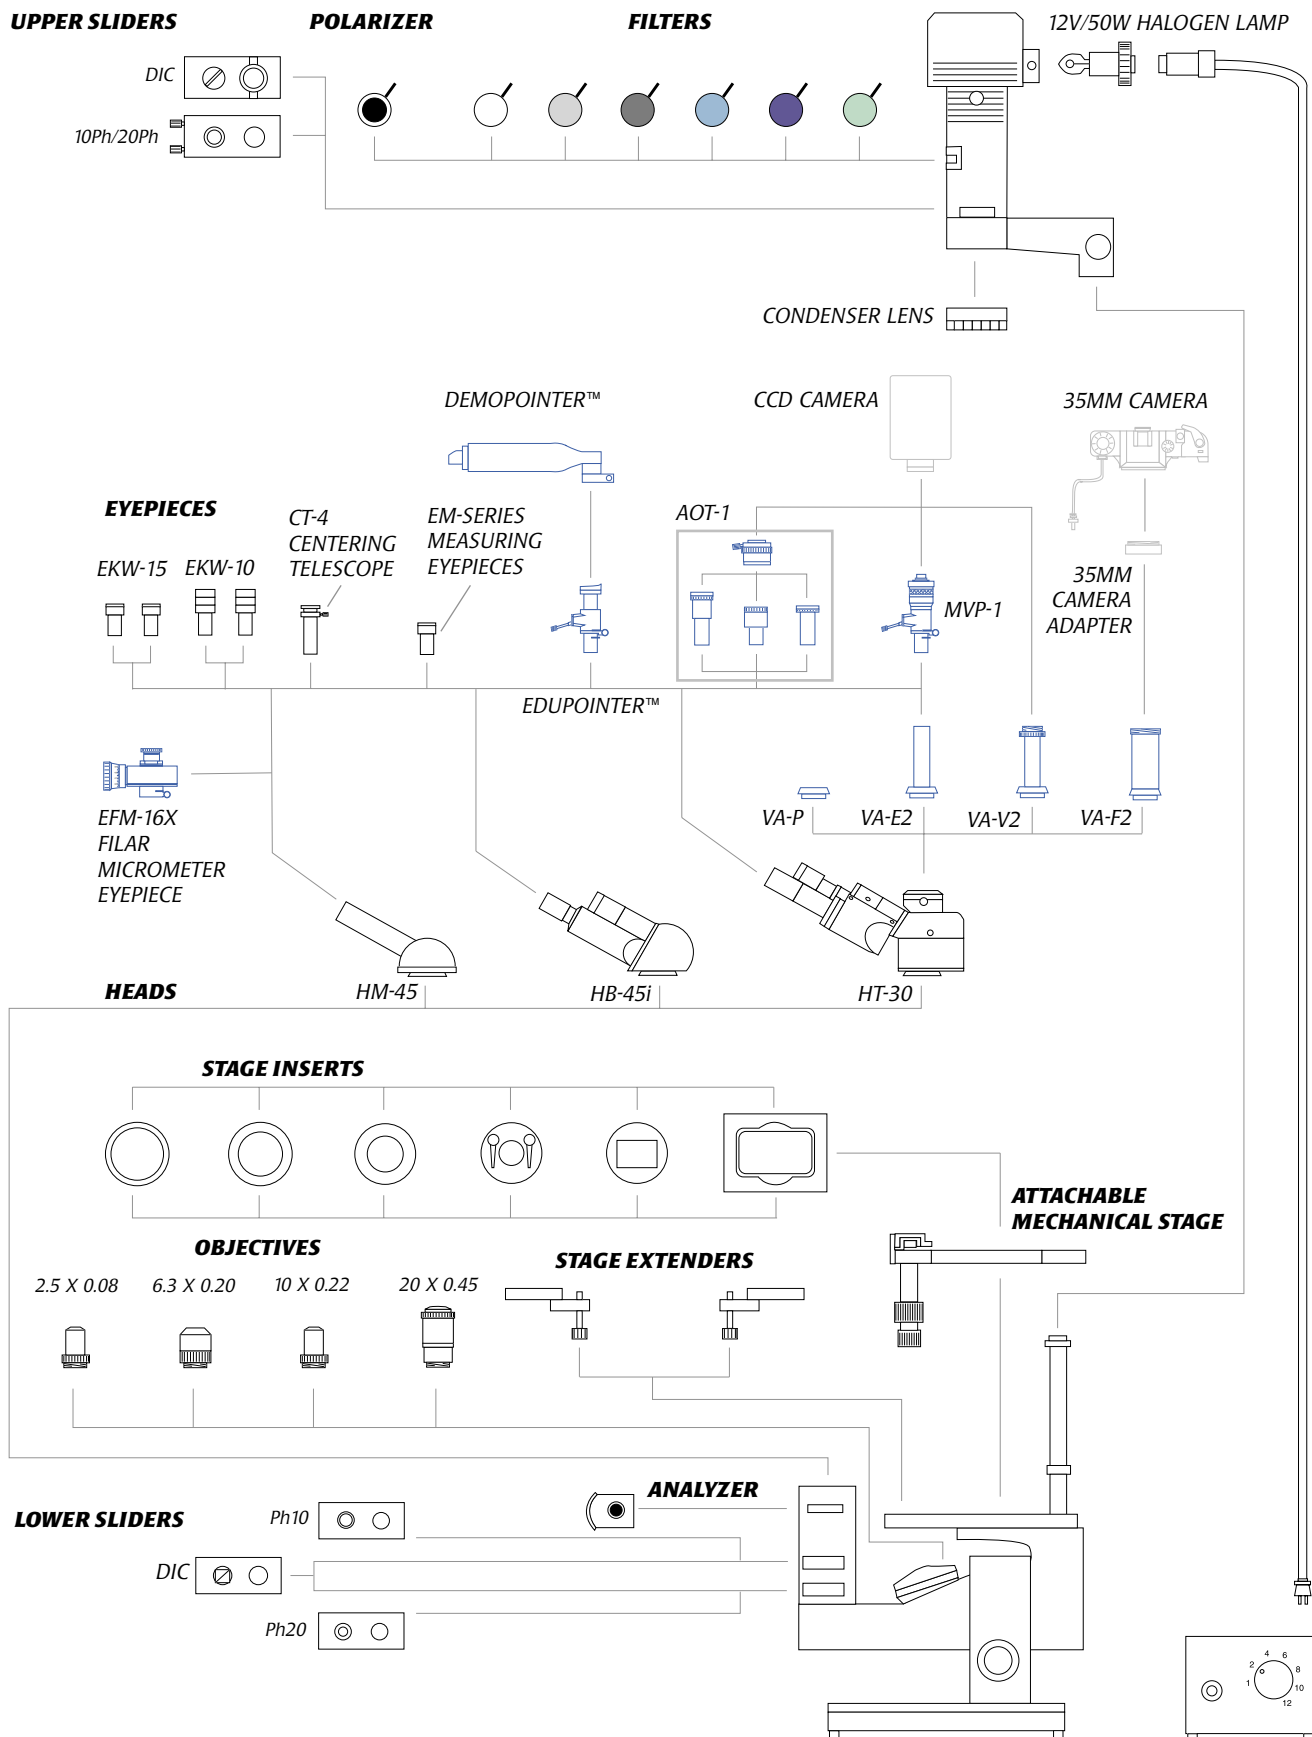 UPPER SLIDERS
POLARIZER
FILTERS
12V/50W HALOGEN LAMP
DIC
10Ph/20Ph
CONDENSER LENS
DEMOPOINTER™
CCD CAMERA
35MM CAMERA
EYEPIECES
CT-4
CENTERING
TELESCOPE
EM-SERIES
MEASURING
EYEPIECES
AOT-1
EKW-15
EKW-10
MVP-1
35MM
CAMERA
ADAPTER
EDUPOINTER™
EFM-16X
FILAR
MICROMETER
EYEPIECE
VA-P
VA-E2
VA-V2
VA-F2
HEADS
HM-45
HB-45i
HT-30
STAGE INSERTS
ATTACHABLE
MECHANICAL STAGE
OBJECTIVES
STAGE EXTENDERS
2.5 X 0.08
6.3 X 0.20
10 X 0.22
20 X 0.45
ANALYZER
LOWER SLIDERS
Ph10
DIC
Ph20
1
2
4
6
8
10
12